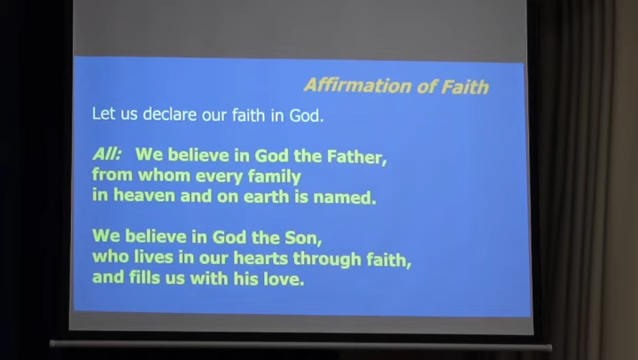 Affirmation of Faith
Let us declare our faith in God.
All: We believe in God the Father,
from whom every family
in heaven and on earth is named.
We believe in God the Son,
who lives in our hearts through faith,
and fills us with his love.